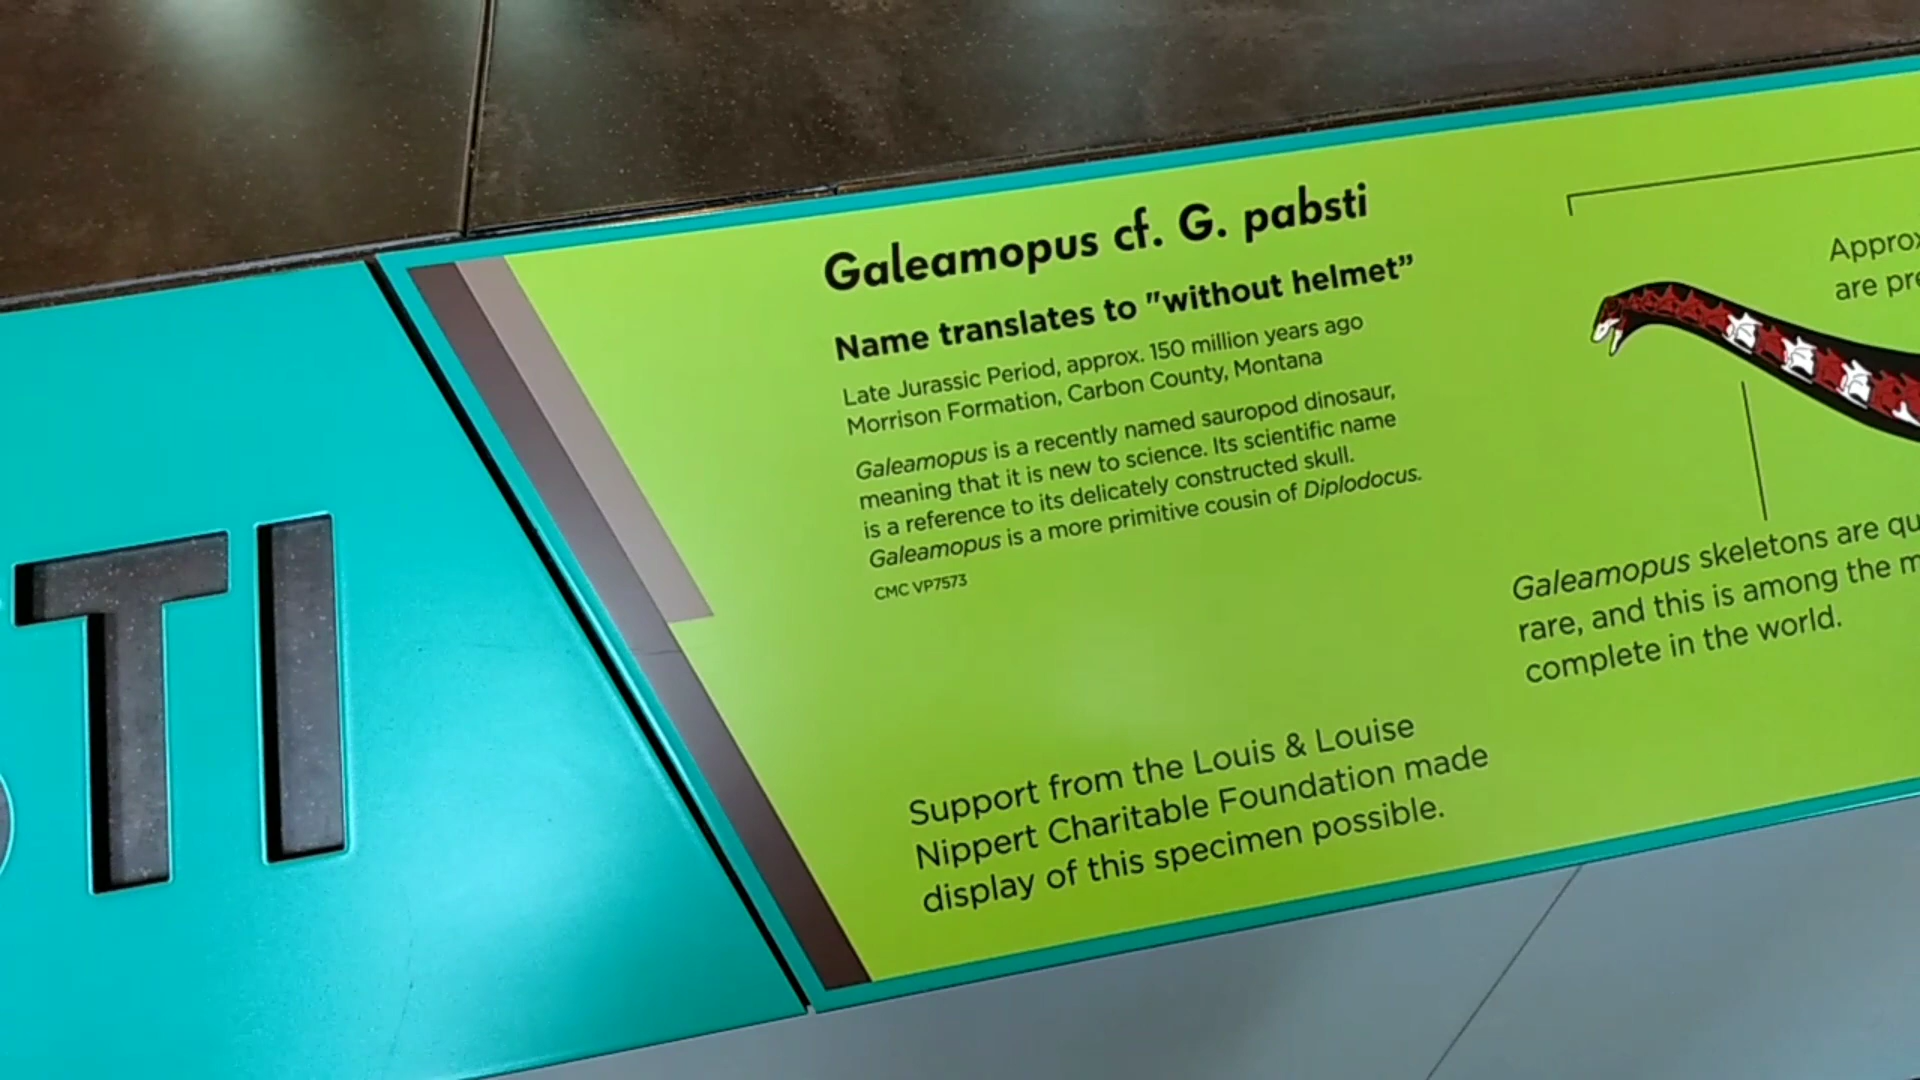 TI
Galeamopus cf. G. pabsti
Name translates to "without helmet”
Late Jurassic Period, approx. 150 million years ago
Morrison Formation, Carbon County, Montana
Galeamopus is a recently named sauropod dinosaur,
meaning that it is new to science. Its scientific name
is a reference to its delicately constructed skull.
Galeamopus is a more primitive cousin of Diplodocus.
CMC VP7573
Support from the Louis & Louise
Nippert Charitable Foundation made
display of this specimen possible.
are
Galeamopus skeletons are
rare, and this is among the
complete in the world.